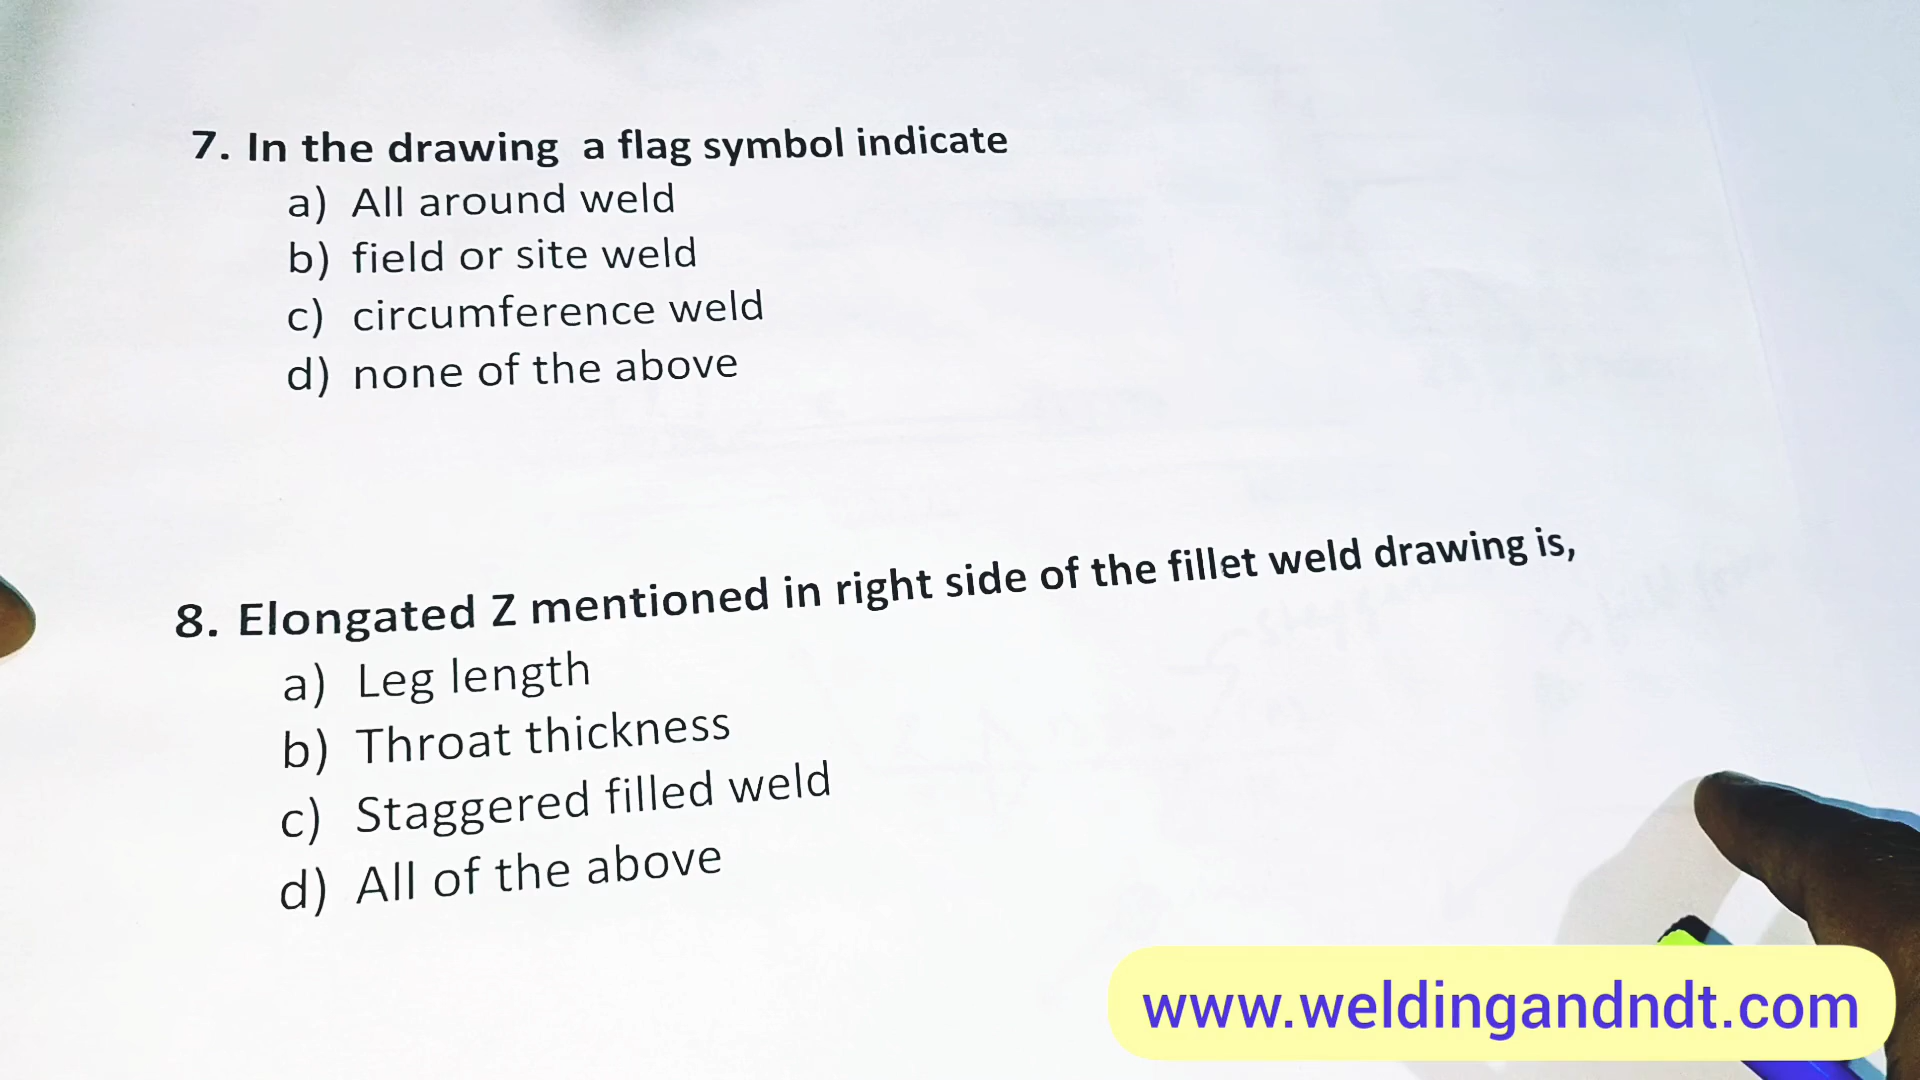 7. In the drawing a flag symbol indicate
a) All around weld
b) field or site weld
c) circumference weld
d) none of the above
8. Elongated Z mentioned in right side of the fillet weld drawing is,
a) Leg length
b) Throat thickness
c) Staggered filled weld
d) All of the above
www.weldingandndt.com